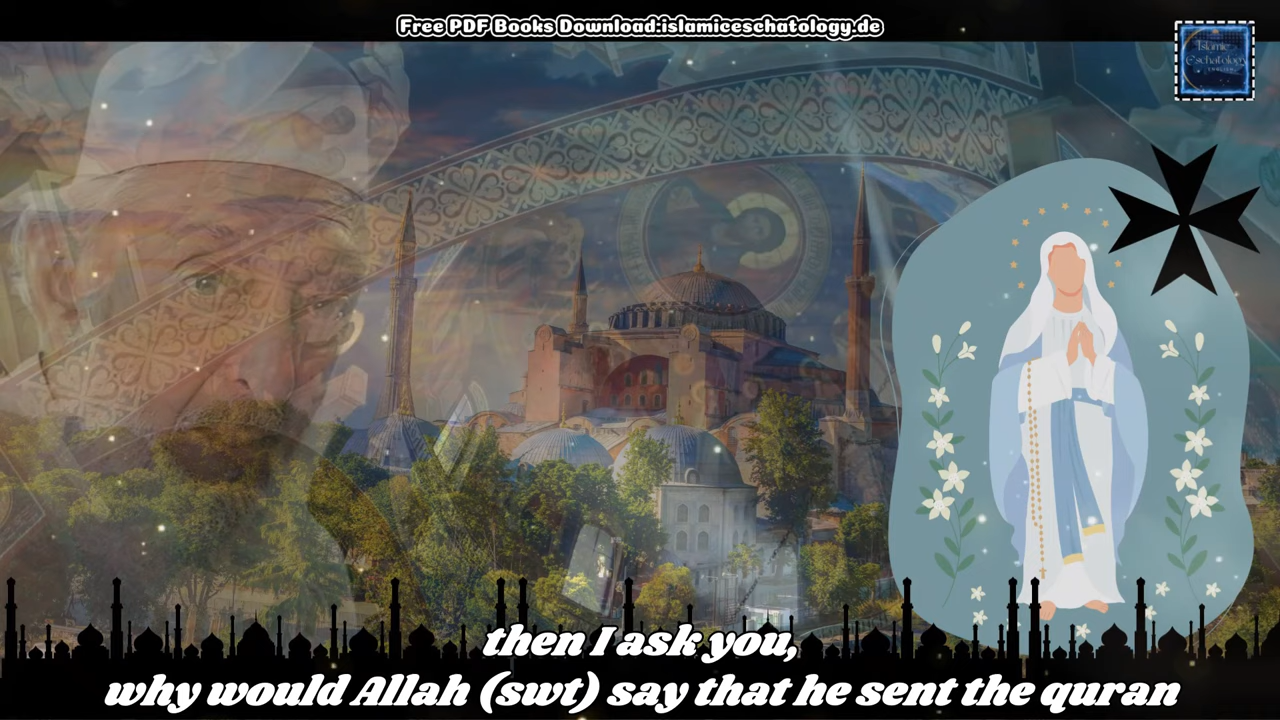 Free PDF Books Download:islamiceschatology.de
Islamic
Eschatology
ENGLISH
then I ask you,
why would Allah (swt) say that he sent the quran